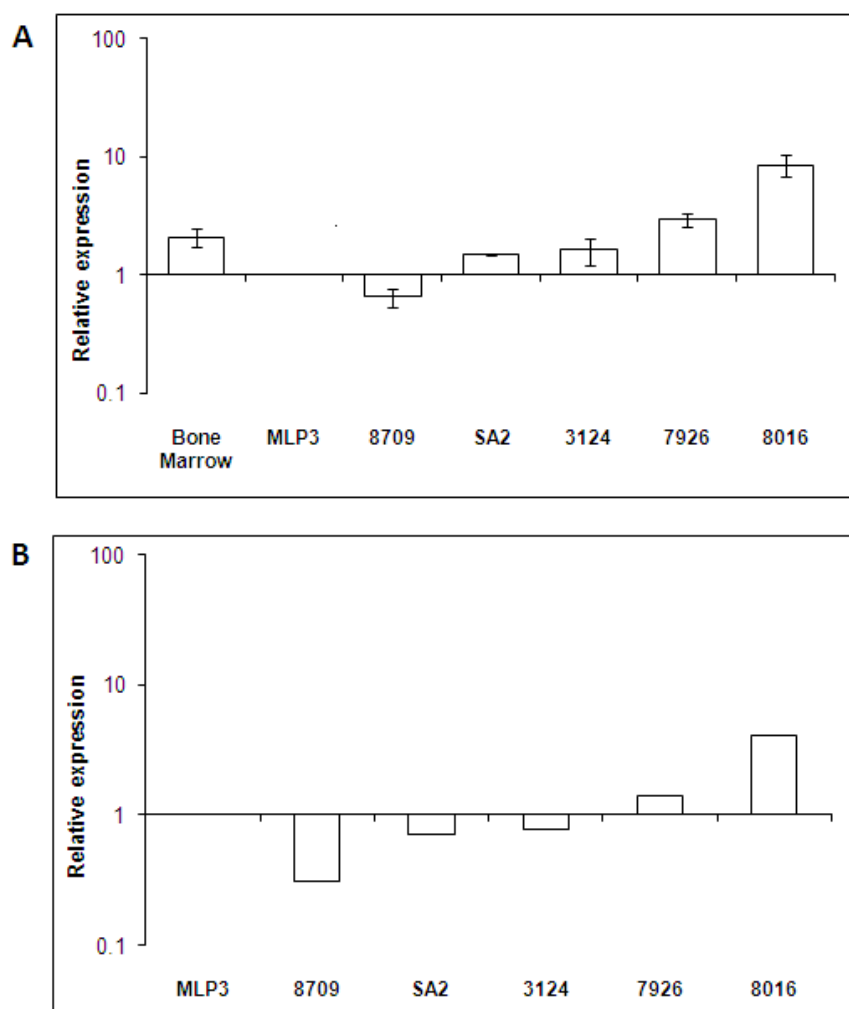 A
100
10
1
0.1
Relative expression
Bone MLP3 8709 SA2 3124 7926 8016
Marrow
B
100
10
1
0.1
Relative expression
MLP3 8709 SA2 3124 7926 8016